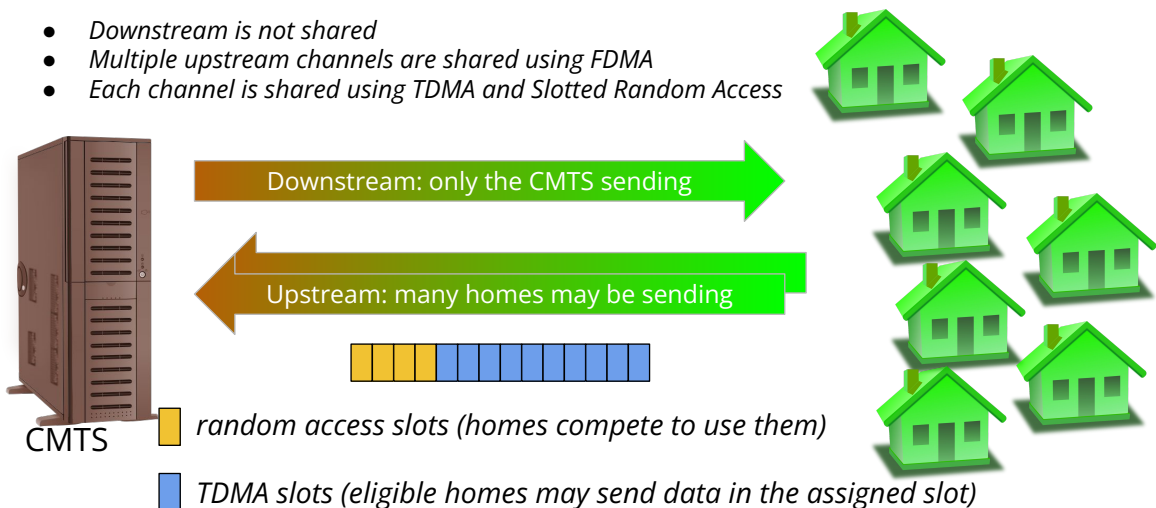 ● Downstream is not shared
● Multiple upstream channels are shared using FDMA
● Each channel is shared using TDMA and Slotted Random Access
Downstream: only the CMTS sending
Upstream: many homes may be sending
CMTS
random access slots (homes compete to use them)
TDMA slots (eligible homes may send data in the assigned slot)